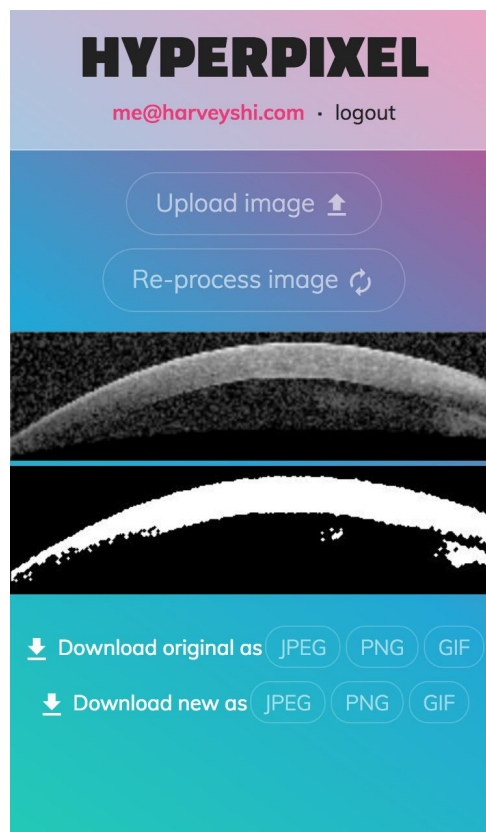 HYPERPIXEL
me@harveyshi.com · logout
Upload image
Re-process image
Download original as JPEG PNG GIF
Download new as JPEG PNG GIF